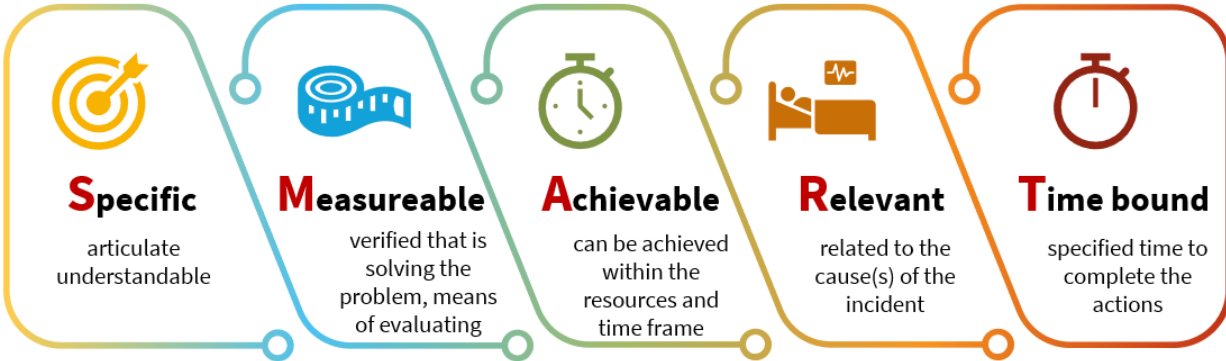 Specific
articulate
understandable
Measureable
verified that is
solving the
problem, means
of evaluating
Achievable
can be achieved
within the
resources and
time frame
Relevant
related to the
cause(s) of the
incident
Time bound
specified time to
complete the
actions